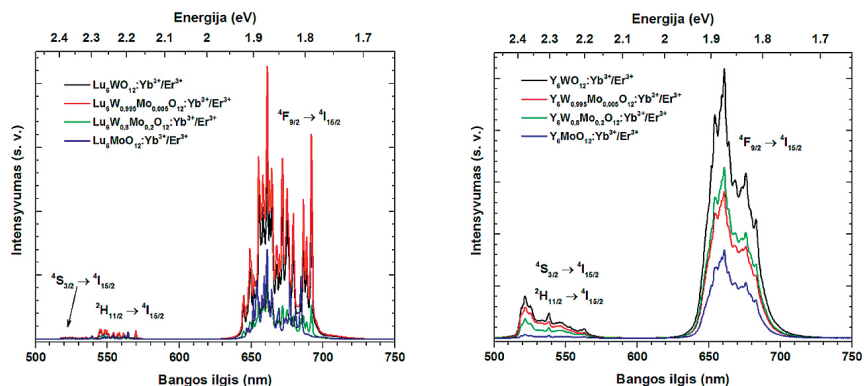 Energija (eV)
2.4 2.3 2.2 2.1 2 1.9 1.8
Lu₆WO₁₂:Yb³⁺/Er³⁺
Lu₆W₀.₉₉₅Mo₀.₀₀₅O₁₂:Yb³⁺/Er³⁺
Lu₆W₀.₈Mo₀.₂O₁₂:Yb³⁺/Er³⁺
Lu₆MoO₁₂:Yb³⁺/Er³⁺
⁴F₉/₂ → ⁴I₁₅/₂
Intensyvumas (s. v.)
⁴S₃/₂ → ⁴I₁₅/₂
²H₁₁/₂ → ⁴I₁₅/₂
500 550 600 650 700 750
Bangos ilgis (nm)
Energija (eV)
2.4 2.3 2.2 2.1 2 1.9 1.8 1.7
Y₆WO₁₂:Yb³⁺/Er³⁺
Y₆W₀.₉₉₅Mo₀.₀₀₅O₁₂:Yb³⁺/Er³⁺
Y₆W₀.₈Mo₀.₂O₁₂:Yb³⁺/Er³⁺
Y₆MoO₁₂:Yb³⁺/Er³⁺
⁴F₉/₂ → ⁴I₁₅/₂
Intensyvumas (s. v.)
⁴S₃/₂ → ⁴I₁₅/₂
²H₁₁/₂ → ⁴I₁₅/₂
500 550 600 650 700 750
Bangos ilgis (nm)